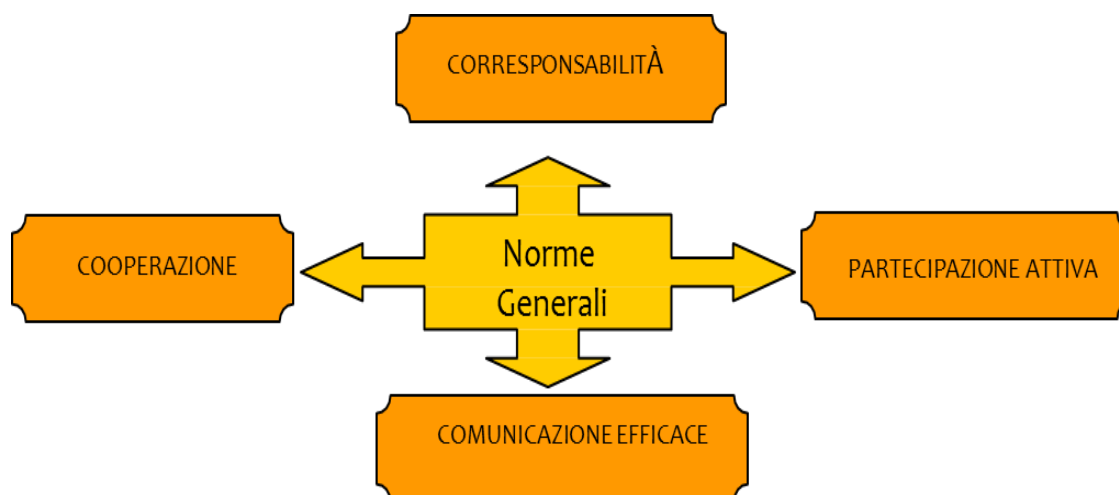 CORRESPONSABILITÀ
COOPERAZIONE
Norme
Generali
PARTECIPAZIONE ATTIVA
COMUNICAZIONE EFFICACE